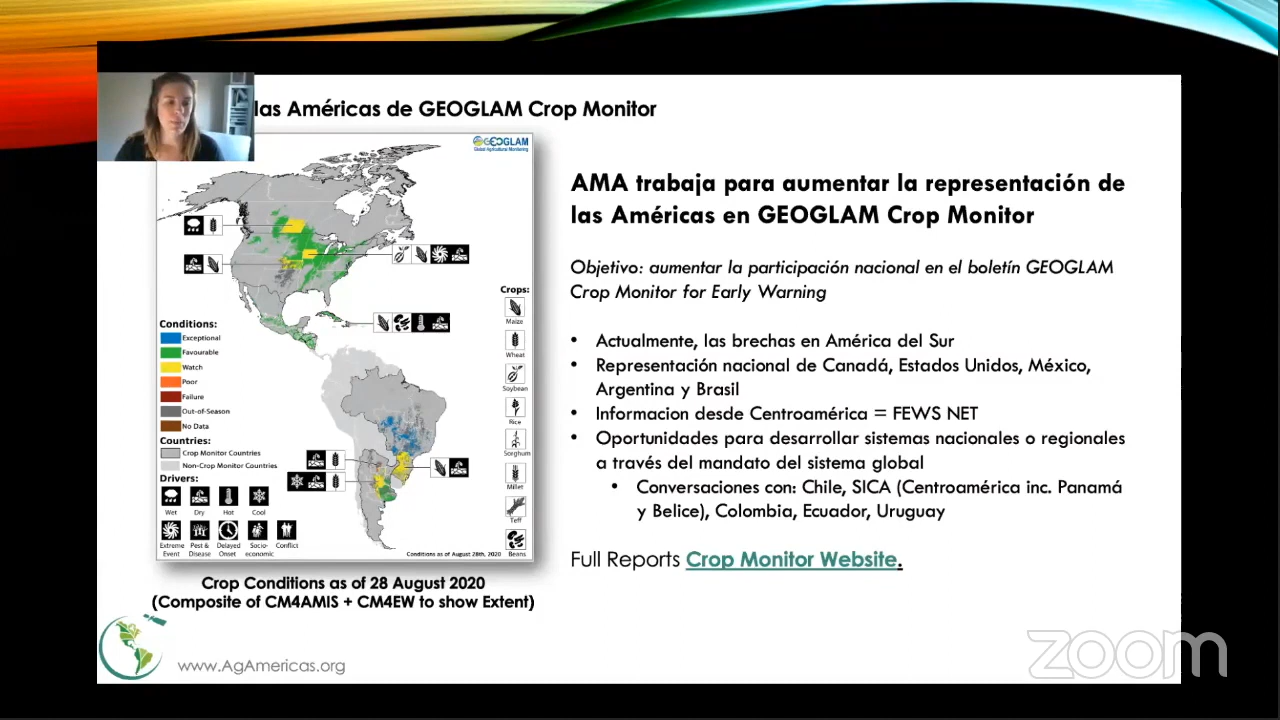 las Américas de GEOGLAM Crop Monitor
GEOGLAM
Global Agricultural Monitoring
AMA trabaja para aumentar la representación de
las Américas en GEOGLAM Crop Monitor
Objetivo: aumentar la participación nacional en el boletín GEOGLAM
Crop Monitor for Early Warning
• Actualmente, las brechas en América del Sur
• Representación nacional de Canadá, Estados Unidos, México,
Argentina y Brasil
• Informacion desde Centroamérica = FEWS NET
• Oportunidades para desarrollar sistemas nacionales o regionales
a través del mandato del sistema global
• Conversaciones con: Chile, SICA (Centroamérica inc. Panamá
y Belice), Colombia, Ecuador, Uruguay
Full Reports Crop Monitor Website.
Conditions:
Exceptional
Favourable
Watch
Poor
Failure
Out-of-Season
No Data
Countries:
Crop Monitor Countries
Non-Crop Monitor Countries
Drivers:
Wet
Dry
Hot
Cool
Extreme
Event
Pest &
Disease
Delayed
Onset
Socio-
economic
Conflict
Crops:
Maize
Wheat
Soybean
Rice
Sorghum
Millet
Teff
Beans
Conditions as of August 28th, 2020
Crop Conditions as of 28 August 2020
(Composite of CM4AMIS + CM4EW to show Extent)
www.AgAmericas.org
zoom